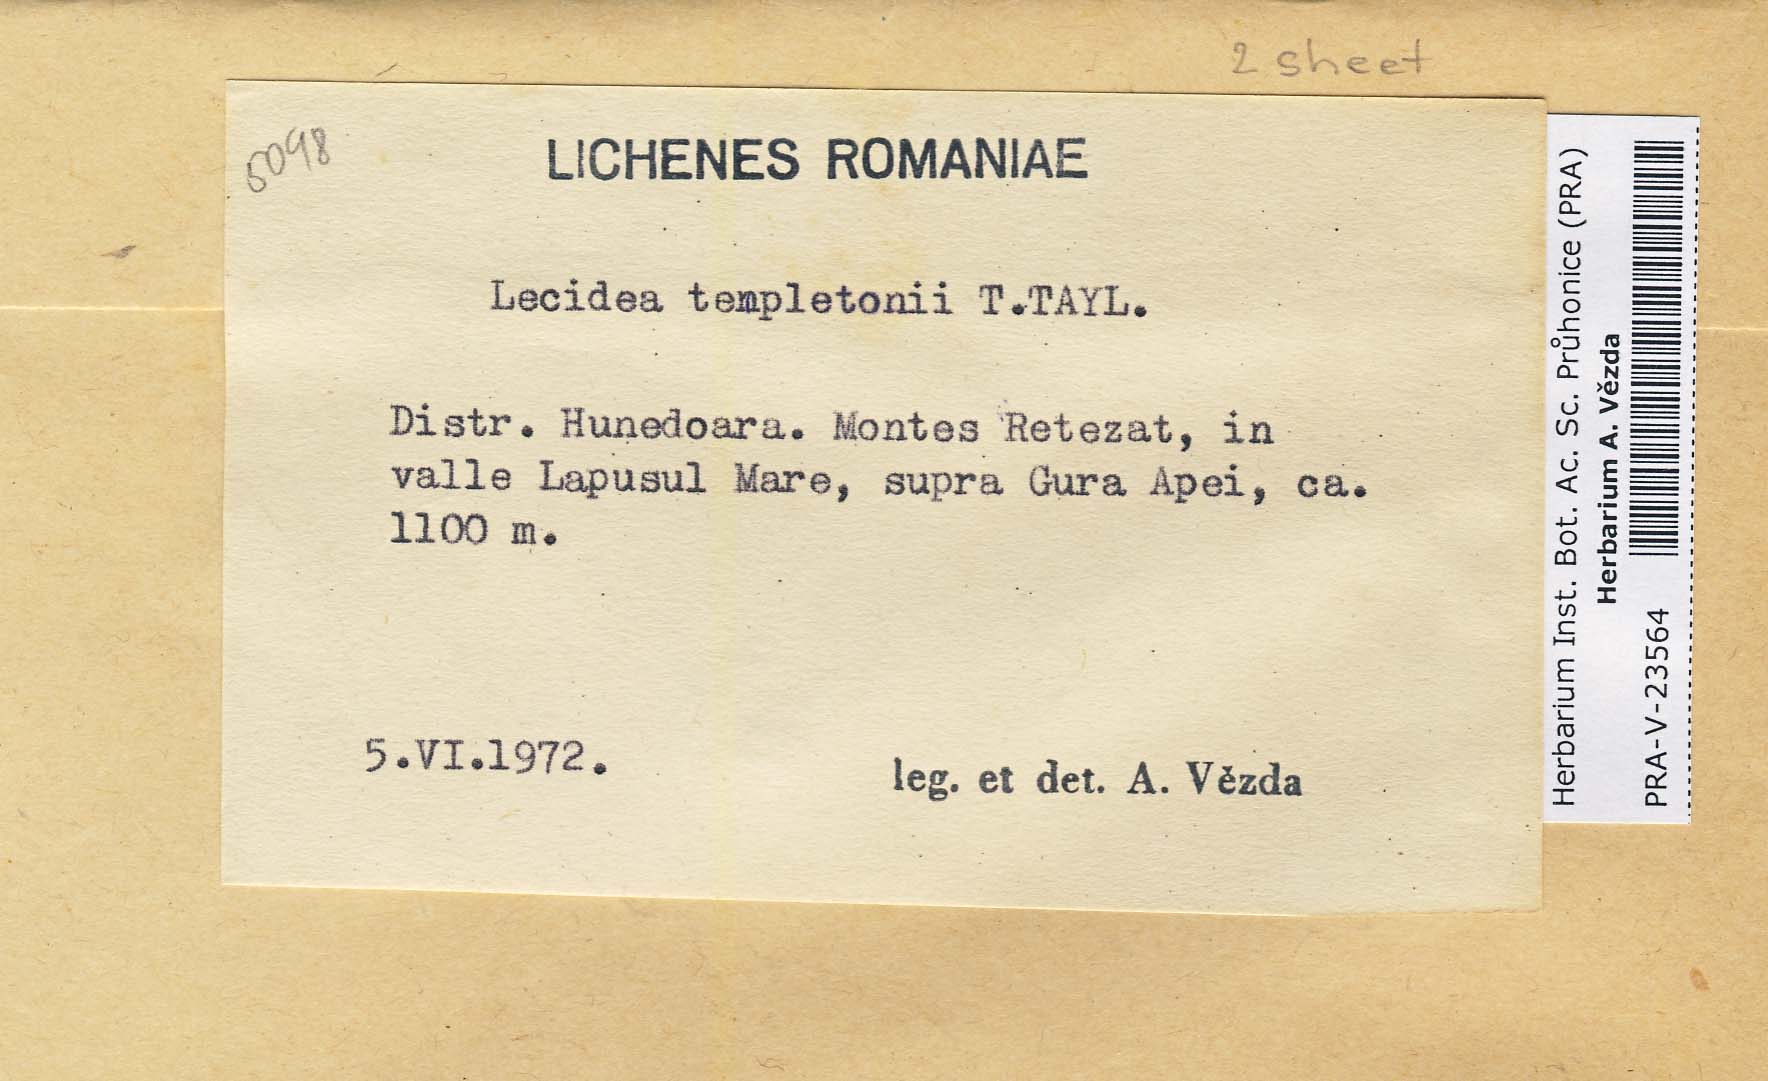 2 sheet
5098
LICHENES ROMANIAE
Lecidea templetonii T.TAYL.
Distr. Hunedoara. Montes Retezat, in
valle Lapusul Mare, supra Gura Apei, ca.
1100 m.
5.VI.1972.
leg. et det. A. Vězda
Herbarium Inst. Bot. Ac. Sc. Průhonice (PRA)
Herbarium A. Vězda
PRA-V-23564